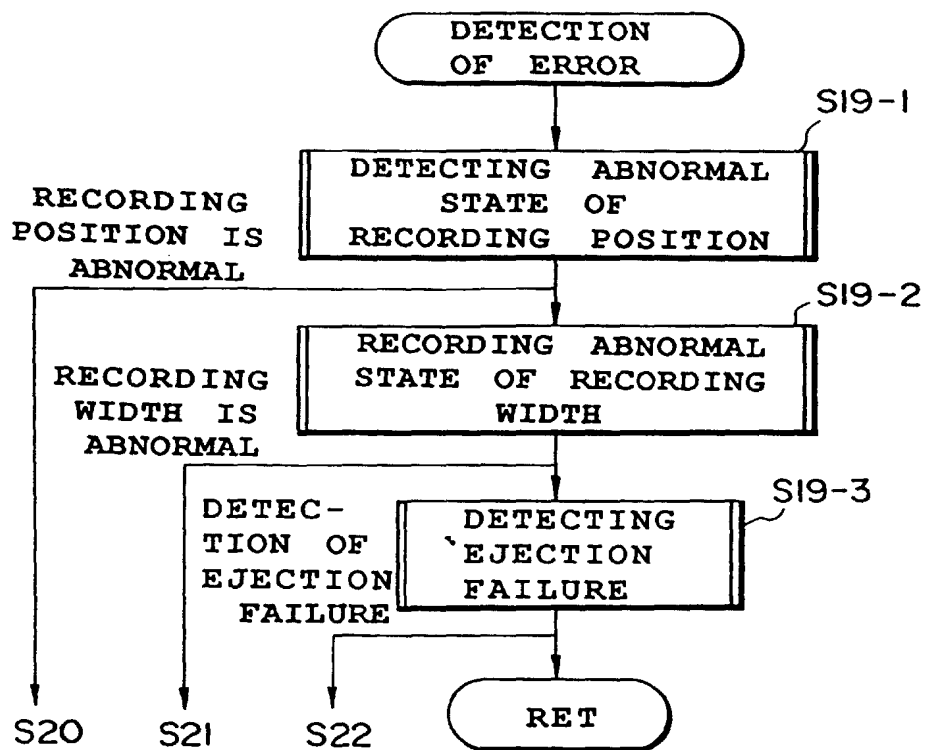 DETECTION
OF ERROR
S19-1
DETECTING ABNORMAL
STATE OF
RECORDING POSITION
RECORDING
POSITION IS
ABNORMAL
S19-2
RECORDING ABNORMAL
STATE OF RECORDING
WIDTH
RECORDING
WIDTH IS
ABNORMAL
S19-3
DETECTING
EJECTION
FAILURE
DETEC-
TION OF
EJECTION
FAILURE
S20
S21
S22
RET